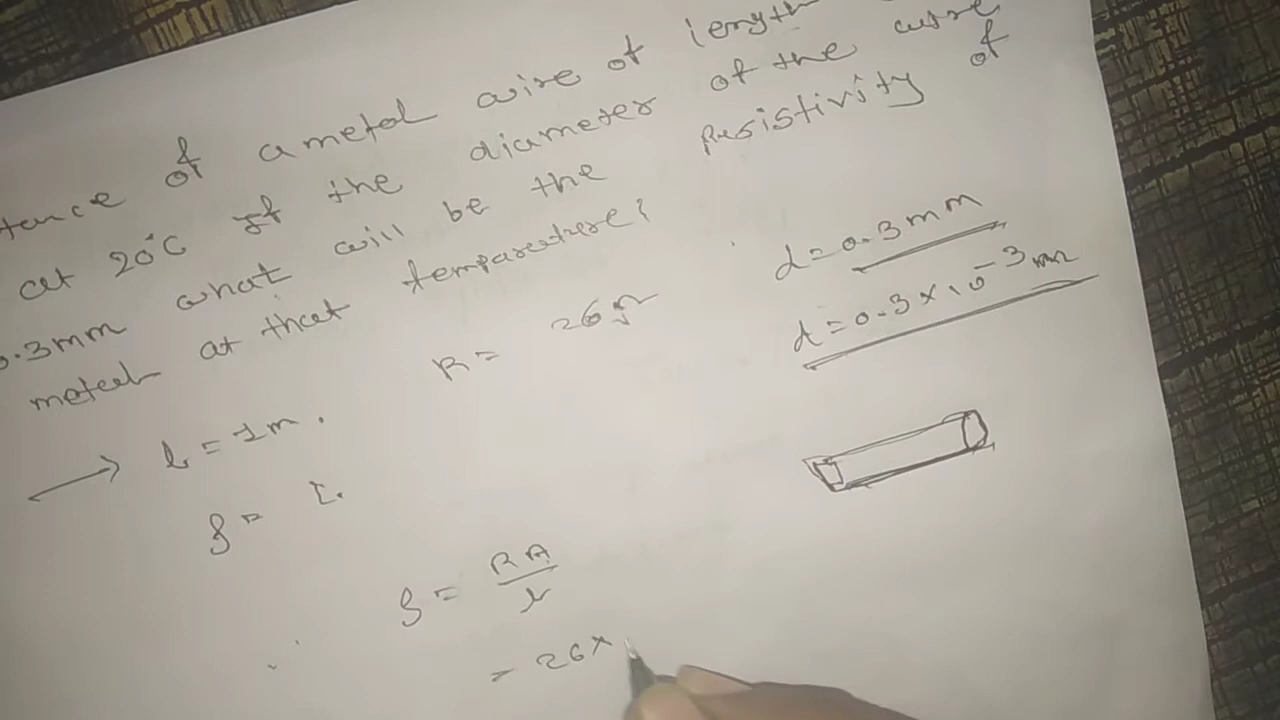 tance of a metal wire of length
at 20°C If the diameter of the wire
0.3mm what will be the Resistivity of
metal at that temperature?
l = 1m. R = 26Ω d = 0.3mm
d = 0.3 × 10⁻³
ρ =
ρ = RA/l
= 26×